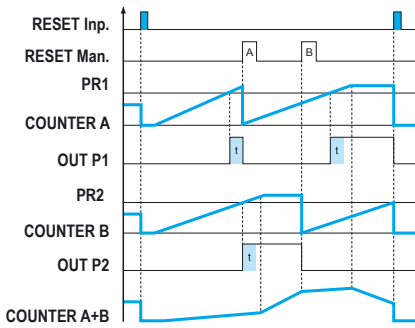 RESET Inp.
RESET Man.
A
B
PR1
COUNTER A
OUT P1
t
t
PR2
COUNTER B
OUT P2
t
COUNTER A+B